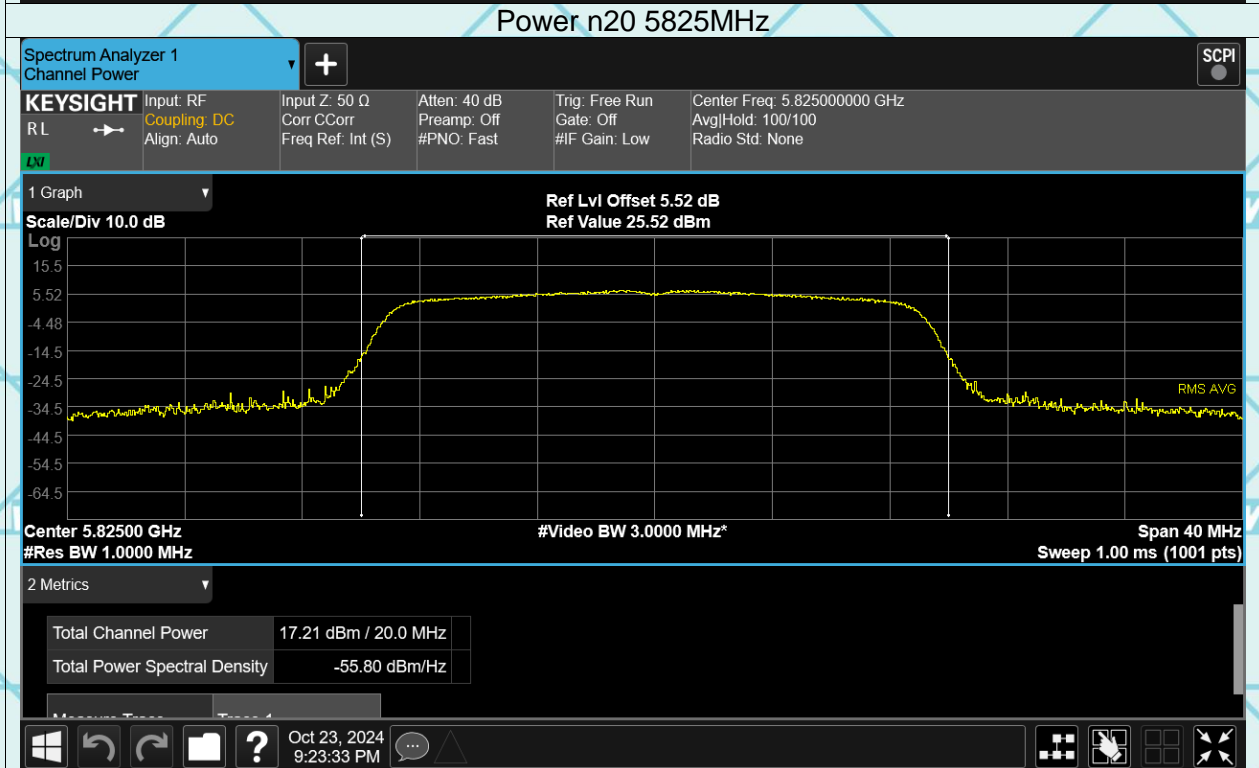 Power n20 5825MHz
Spectrum Analyzer 1
Channel Power
SCPI
KEYSIGHT
R L
LXI
Input: RF
Coupling: DC
Align: Auto
Input Z: 50 Ω
Corr CCorr
Freq Ref: Int (S)
Atten: 40 dB
Preamp: Off
#PNO: Fast
Trig: Free Run
Gate: Off
#IF Gain: Low
Center Freq: 5.825000000 GHz
Avg|Hold: 100/100
Radio Std: None
1 Graph
Scale/Div 10.0 dB
Ref Lvl Offset 5.52 dB
Ref Value 25.52 dBm
Log
15.5
5.52
-4.48
-14.5
-24.5
RMS AVG
-34.5
-44.5
-54.5
-64.5
Center 5.82500 GHz
#Video BW 3.0000 MHz*
Span 40 MHz
#Res BW 1.0000 MHz
Sweep 1.00 ms (1001 pts)
2 Metrics
Total Channel Power 17.21 dBm / 20.0 MHz
Total Power Spectral Density -55.80 dBm/Hz
Oct 23, 2024
9:23:33 PM